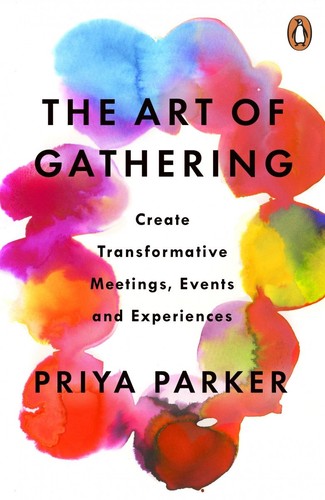 THE ART OF
GATHERING
Create
Transformative
Meetings, Events
and Experiences
PRIYA PARKER